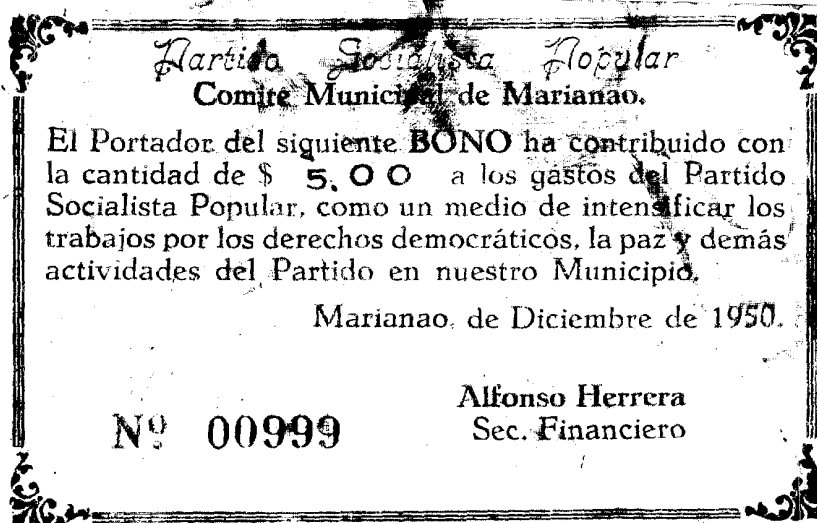 Partido Socialista Popular
Comité Municipal de Marianao.
El Portador del siguiente BONO ha contribuido con
la cantidad de $ 5.00 a los gastos del Partido
Socialista Popular, como un medio de intensificar los
trabajos por los derechos democráticos, la paz y demás
actividades del Partido en nuestro Municipio.
Marianao, de Diciembre de 1950.
Alfonso Herrera
Nº 00999 Sec. Financiero